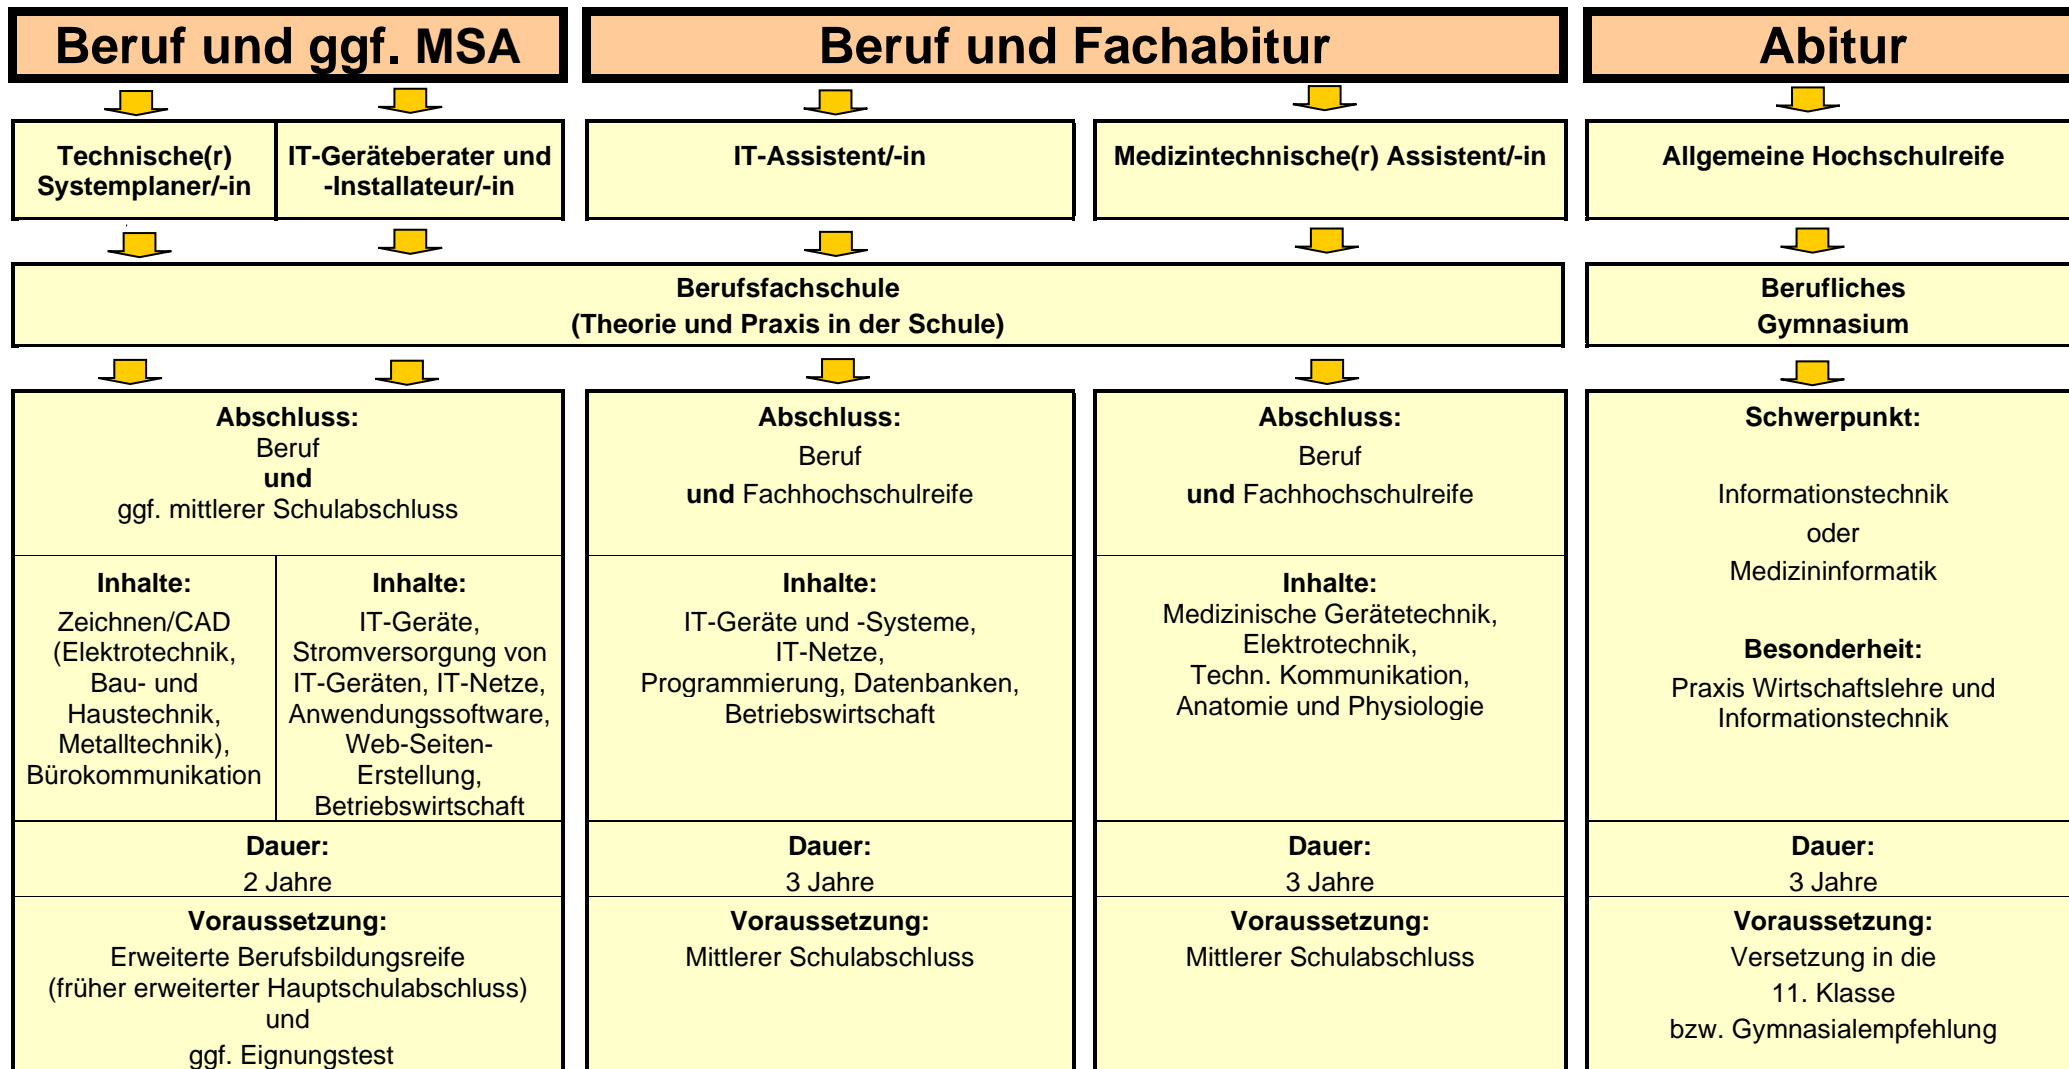 Beruf und ggf. MSA
Beruf und Fachabitur
Abitur
Technische(r)
Systemplaner/-in
IT-Geräteberater und
-Installateur/-in
IT-Assistent/-in
Medizintechnische(r) Assistent/-in
Allgemeine Hochschulreife
Berufsfachschule
(Theorie und Praxis in der Schule)
Berufliches
Gymnasium
Abschluss:
Beruf
und
ggf. mittlerer Schulabschluss
Abschluss:
Beruf
und Fachhochschulreife
Abschluss:
Beruf
und Fachhochschulreife
Schwerpunkt:
Informationstechnik
oder
Medizininformatik
Besonderheit:
Praxis Wirtschaftslehre und
Informationstechnik
Inhalte:
Zeichnen/CAD
(Elektrotechnik,
Bau- und
Haustechnik,
Metalltechnik),
Bürokommunikation
Inhalte:
IT-Geräte,
Stromversorgung von
IT-Geräten, IT-Netze,
Anwendungssoftware,
Web-Seiten-
Erstellung,
Betriebswirtschaft
Inhalte:
IT-Geräte und -Systeme,
IT-Netze,
Programmierung, Datenbanken,
Betriebswirtschaft
Inhalte:
Medizinische Gerätetechnik,
Elektrotechnik,
Techn. Kommunikation,
Anatomie und Physiologie
Dauer:
2 Jahre
Dauer:
3 Jahre
Dauer:
3 Jahre
Dauer:
3 Jahre
Voraussetzung:
Erweiterte Berufsbildungsreife
(früher erweiterter Hauptschulabschluss)
und
ggf. Eignungstest
Voraussetzung:
Mittlerer Schulabschluss
Voraussetzung:
Mittlerer Schulabschluss
Voraussetzung:
Versetzung in die
11. Klasse
bzw. Gymnasialempfehlung